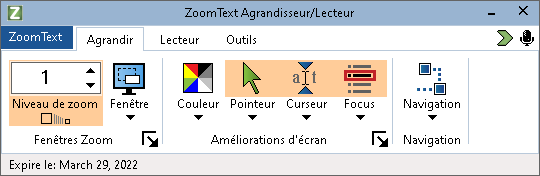 ZoomText Agrandisseur/Lecteur
ZoomText Agrandir Lecteur Outils
1
Niveau de zoom Fenêtre Couleur Pointeur Curseur Focus Navigation
Fenêtres Zoom Améliorations d'écran Navigation
Expire le: March 29, 2022